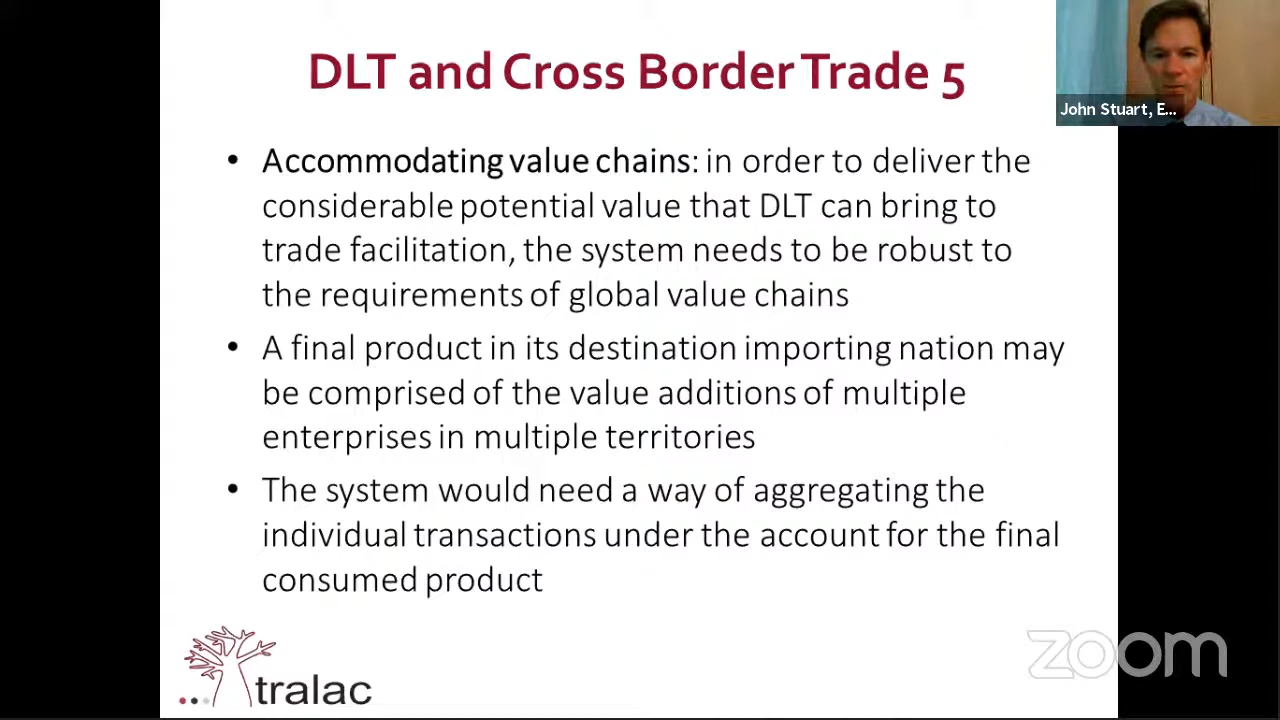 DLT and Cross Border Trade 5
John Stuart, E...
• Accommodating value chains: in order to deliver the
considerable potential value that DLT can bring to
trade facilitation, the system needs to be robust to
the requirements of global value chains
• A final product in its destination importing nation may
be comprised of the value additions of multiple
enterprises in multiple territories
• The system would need a way of aggregating the
individual transactions under the account for the final
consumed product
tralac
zoom